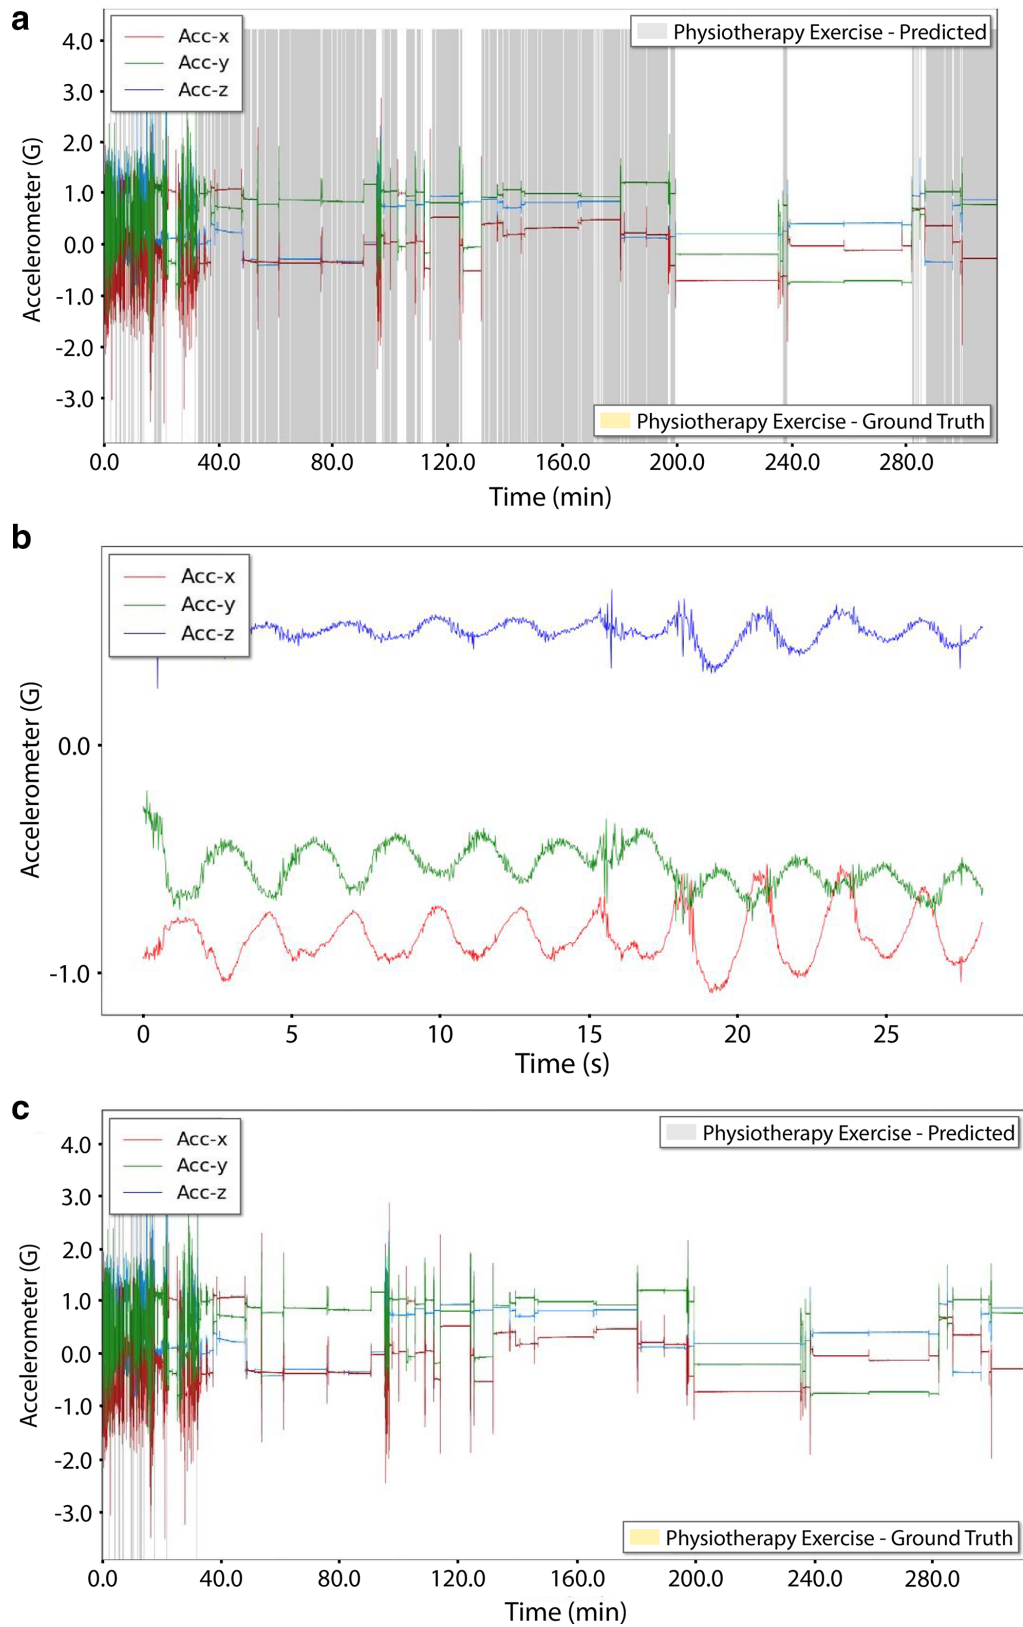 a
Acc-x
Acc-y
Acc-z
Physiotherapy Exercise - Predicted
4.0
3.0
2.0
1.0
0.0
-1.0
-2.0
-3.0
Accelerometer (G)
Physiotherapy Exercise - Ground Truth
0.0 40.0 80.0 120.0 160.0 200.0 240.0 280.0
Time (min)
b
Acc-x
Acc-y
Acc-z
0.0
-1.0
Accelerometer (G)
0 5 10 15 20 25
Time (s)
c
Acc-x
Acc-y
Acc-z
Physiotherapy Exercise - Predicted
4.0
3.0
2.0
1.0
0.0
-1.0
-2.0
-3.0
Accelerometer (G)
Physiotherapy Exercise - Ground Truth
0.0 40.0 80.0 120.0 160.0 200.0 240.0 280.0
Time (min)